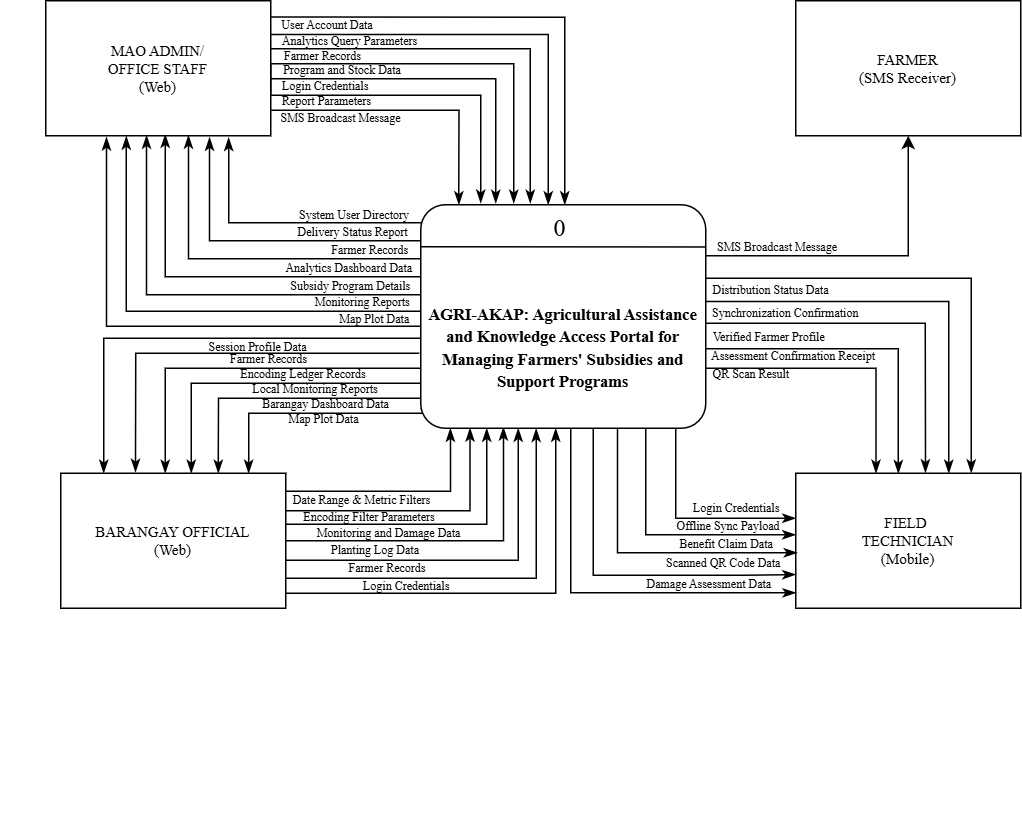 MAO ADMIN/
OFFICE STAFF
(Web)
User Account Data
Analytics Query Parameters
Farmer Records
Program and Stock Data
Login Credentials
Report Parameters
SMS Broadcast Message
FARMER
(SMS Receiver)
System User Directory
Delivery Status Report
Farmer Records
Analytics Dashboard Data
Subsidy Program Details
Monitoring Reports
Map Plot Data
0
AGRI-AKAP: Agricultural Assistance
and Knowledge Access Portal for
Managing Farmers' Subsidies and
Support Programs
SMS Broadcast Message
Distribution Status Data
Synchronization Confirmation
Verified Farmer Profile
Assessment Confirmation Receipt
QR Scan Result
Session Profile Data
Farmer Records
Encoding Ledger Records
Local Monitoring Reports
Barangay Dashboard Data
Map Plot Data
BARANGAY OFFICIAL
(Web)
Date Range & Metric Filters
Encoding Filter Parameters
Monitoring and Damage Data
Planting Log Data
Farmer Records
Login Credentials
Login Credentials
Offline Sync Payload
Benefit Claim Data
Scanned QR Code Data
Damage Assessment Data
FIELD
TECHNICIAN
(Mobile)